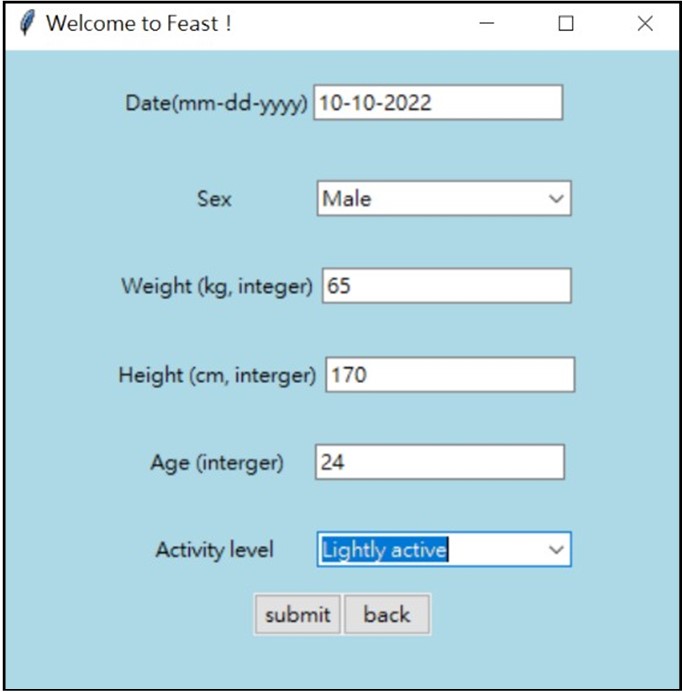 Welcome to Feast !
Date(mm-dd-yyyy) 10-10-2022
Sex Male
Weight (kg, integer) 65
Height (cm, interger) 170
Age (interger) 24
Activity level Lightly active
submit back